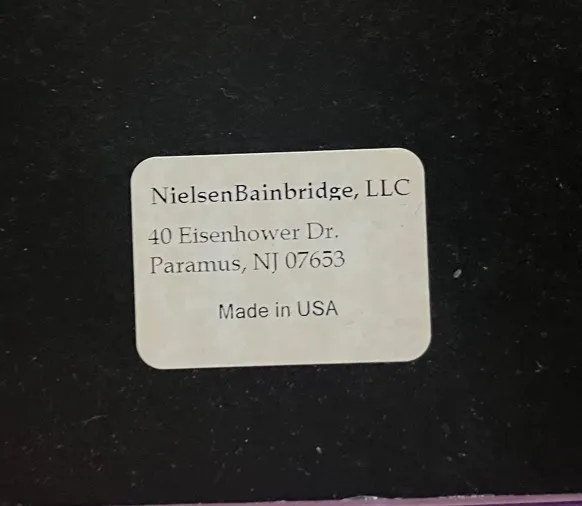 NielsenBainbridge, LLC
40 Eisenhower Dr.
Paramus, NJ 07653
Made in USA